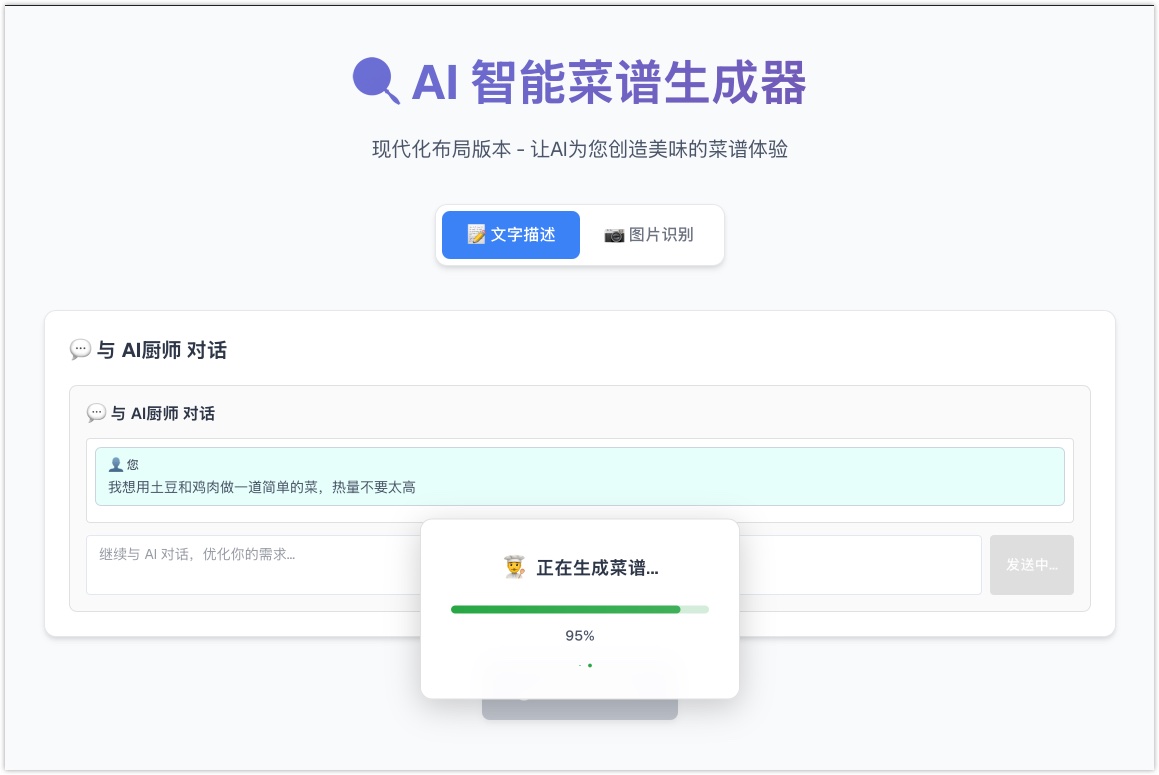 AI 智能菜谱生成器
现代化布局版本 - 让AI为您创造美味的菜谱体验
文字描述
图片识别
与 AI厨师 对话
与 AI厨师 对话
您
我想用土豆和鸡肉做一道简单的菜，热量不要太高
继续与 AI 对话，优化你的需求...
发送中...
正在生成菜谱...
95%